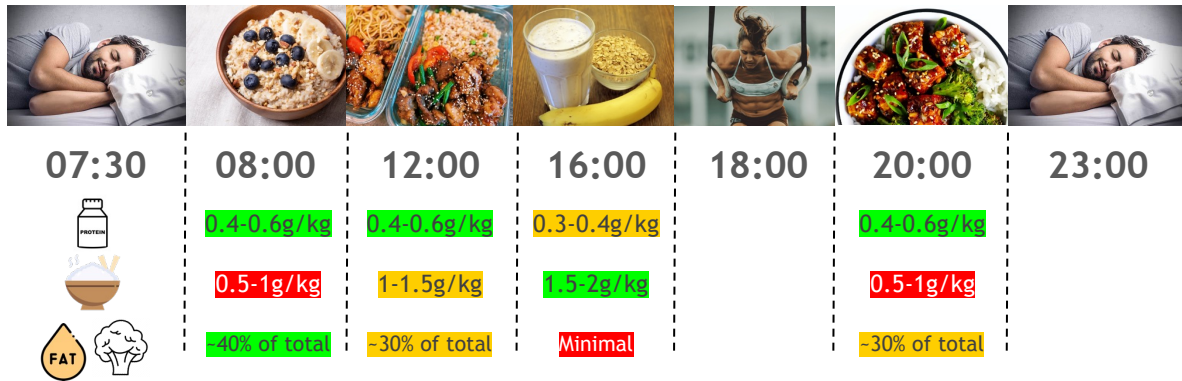 07:30 08:00 12:00 16:00 18:00 20:00 23:00
PROTEIN 0.4-0.6g/kg 0.4-0.6g/kg 0.3-0.4g/kg 0.4-0.6g/kg
0.5-1g/kg 1-1.5g/kg 1.5-2g/kg 0.5-1g/kg
FAT ~40% of total ~30% of total Minimal ~30% of total